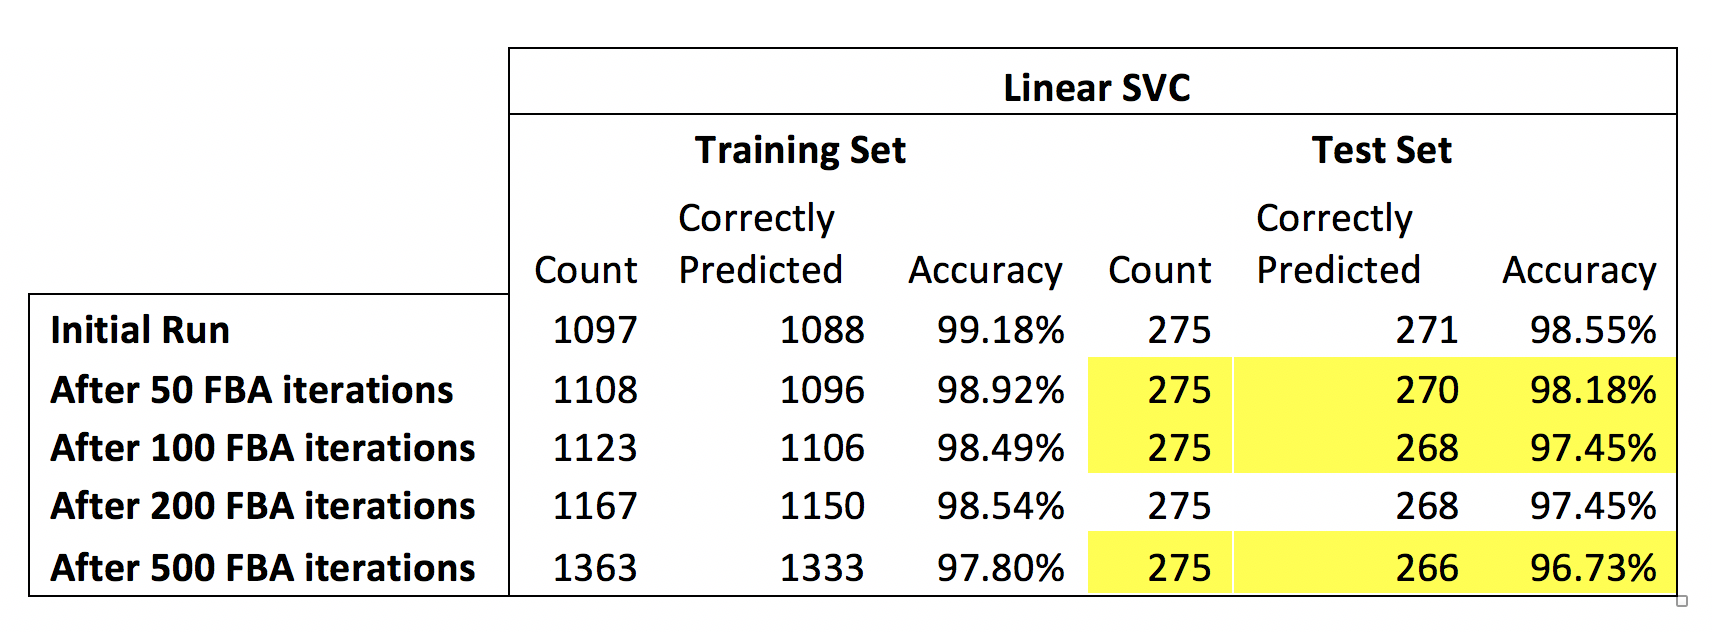 Linear SVC
Training Set Test Set
Correctly Correctly
Count Predicted Accuracy Count Predicted Accuracy
Initial Run 1097 1088 99.18% 275 271 98.55%
After 50 FBA iterations 1108 1096 98.92% 275 270 98.18%
After 100 FBA iterations 1123 1106 98.49% 275 268 97.45%
After 200 FBA iterations 1167 1150 98.54% 275 268 97.45%
After 500 FBA iterations 1363 1333 97.80% 275 266 96.73%